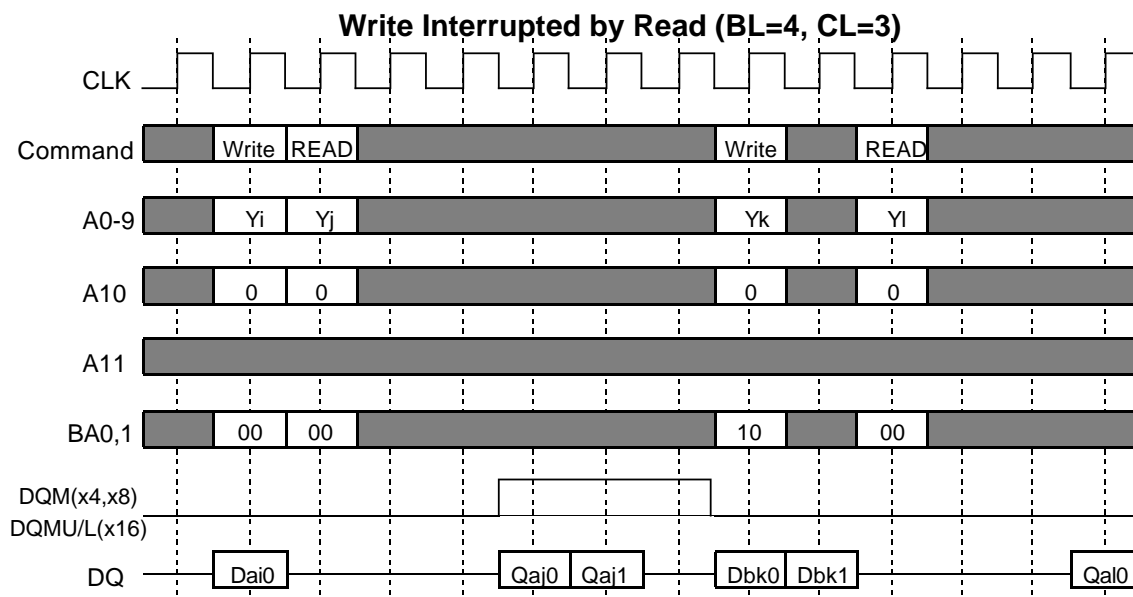 Write Interrupted by Read (BL=4, CL=3)
CLK
Command Write READ Write READ
A0-9 Yi Yj Yk Yl
A10 0 0 0 0
A11
BA0,1 00 00 10 00
DQM(x4,x8)
DQMU/L(x16)
DQ Dai0 Qaj0 Qaj1 Dbk0 Dbk1 Qal0